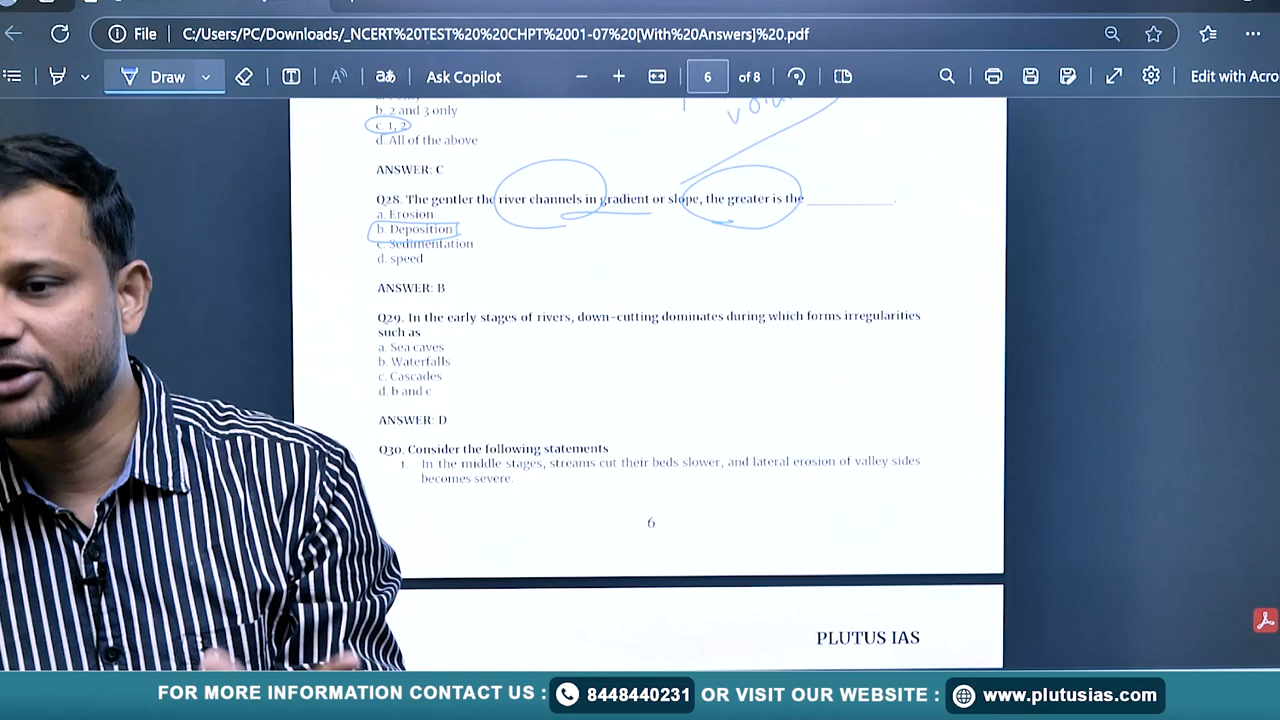 File C:/Users/PC/Downloads/_NCERT%20TEST%20%20CHPT%2001-07%20[With%20Answers]%20.pdf
Draw Ask Copilot 6 of 8 Edit with Acro
b. 2 and 3 only
c. 1, 2
d. All of the above
ANSWER: C
Q28. The gentler the river channels in gradient or slope, the greater is the ____________
a. Erosion
b. Deposition
c. Sedimentation
d. speed
ANSWER: B
Q29. In the early stages of rivers, down-cutting dominates during which forms irregularities
such as
a. Sea caves
b. Waterfalls
c. Cascades
d. b and c
ANSWER: D
Q30. Consider the following statements
1. In the middle stages, streams cut their beds slower, and lateral erosion of valley sides
becomes severe.
6
PLUTUS IAS
FOR MORE INFORMATION CONTACT US : 8448440231 OR VISIT OUR WEBSITE : www.plutusias.com